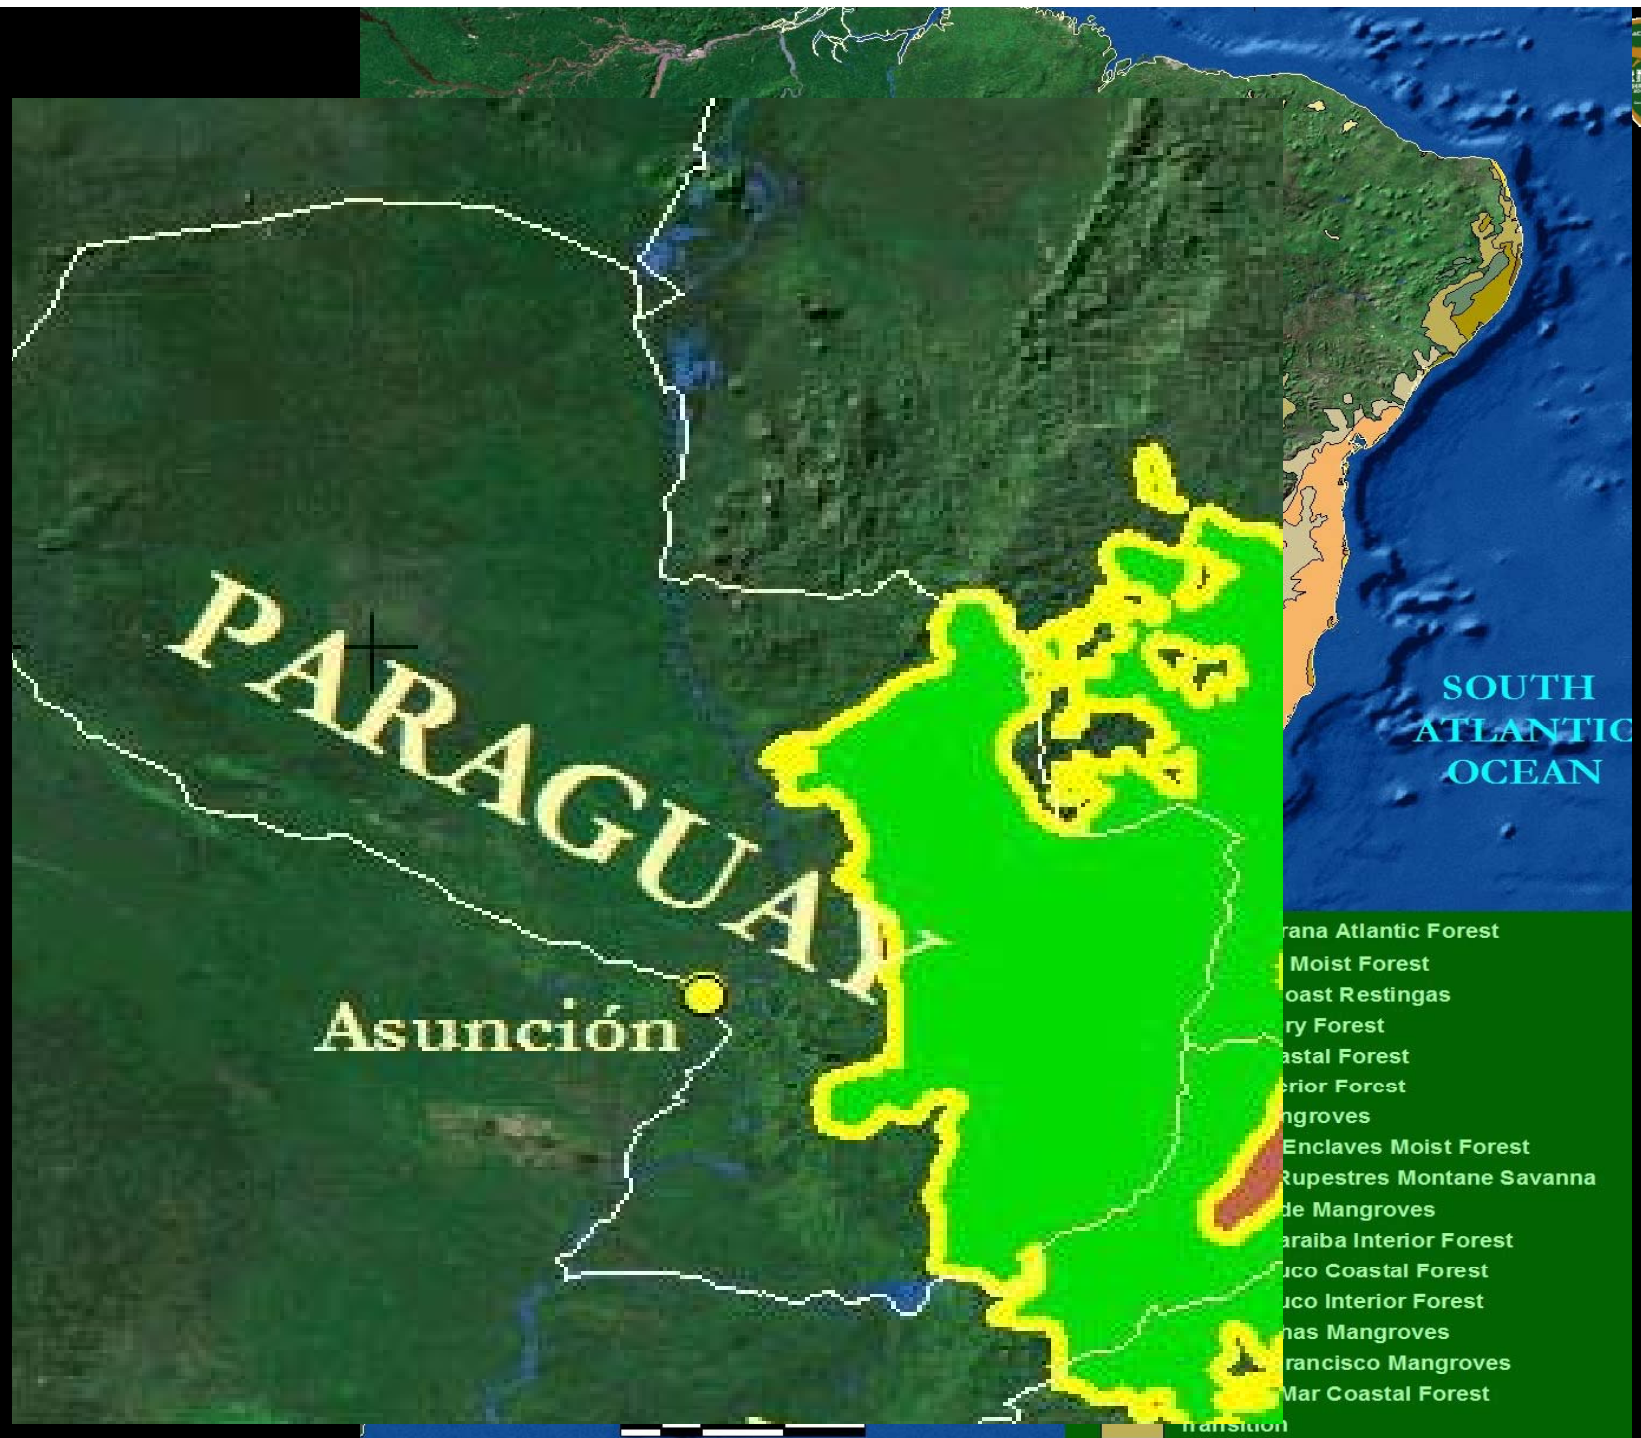 PARAGUAY
Asunción
SOUTH
ATLANTIC
OCEAN
rana Atlantic Forest
Moist Forest
oast Restingas
ry Forest
astal Forest
erior Forest
ngroves
Enclaves Moist Forest
Rupestres Montane Savanna
de Mangroves
araiba Interior Forest
uco Coastal Forest
uco Interior Forest
nas Mangroves
rancisco Mangroves
Mar Coastal Forest
Transition